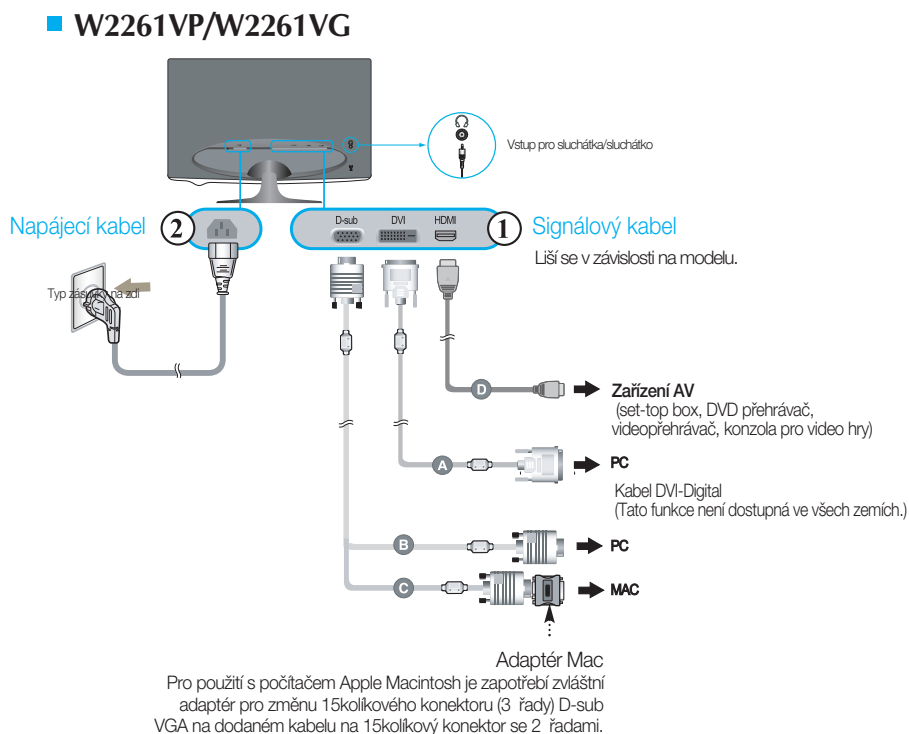 W2261VP/W2261VG
Vstup pro sluchátka/sluchátko
Napájecí kabel
2
D-sub
DVI
HDMI
1
Signálový kabel
Liší se v závislosti na modelu.
Typ zásuvky na zdi
D
Zařízení AV
(set-top box, DVD přehrávač,
videopřehrávač, konzola pro video hry)
A
PC
Kabel DVI-Digital
(Tato funkce není dostupná ve všech zemích.)
B
PC
C
MAC
Adaptér Mac
Pro použití s počítačem Apple Macintosh je zapotřebí zvláštní
adaptér pro změnu 15kolíkového konektoru (3 řady) D-sub
VGA na dodaném kabelu na 15kolíkový konektor se 2 řadami.